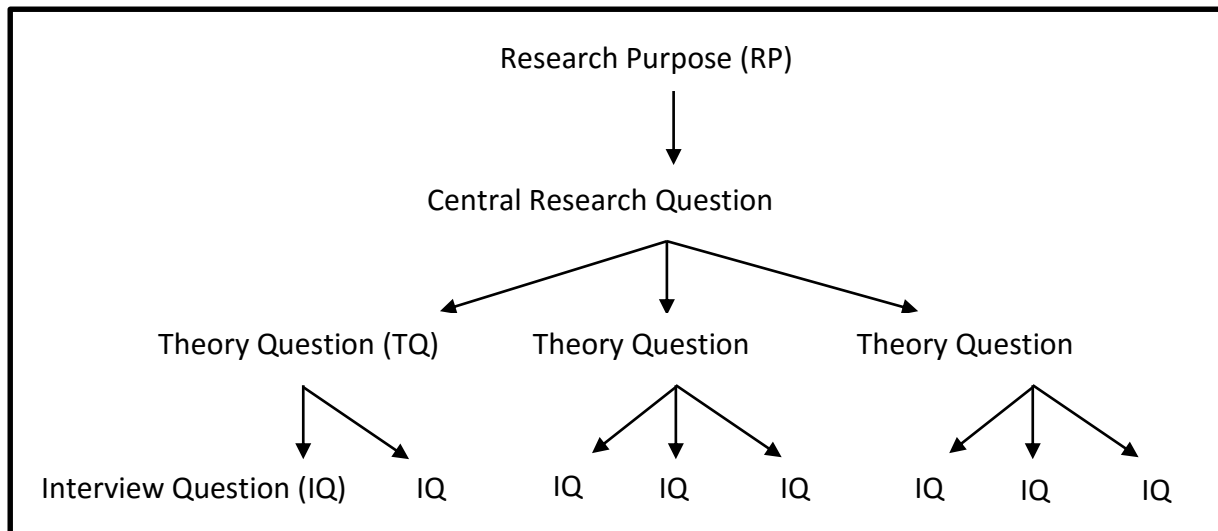 Research Purpose (RP)
Central Research Question
Theory Question (TQ) Theory Question Theory Question
Interview Question (IQ) IQ IQ IQ IQ IQ IQ IQ